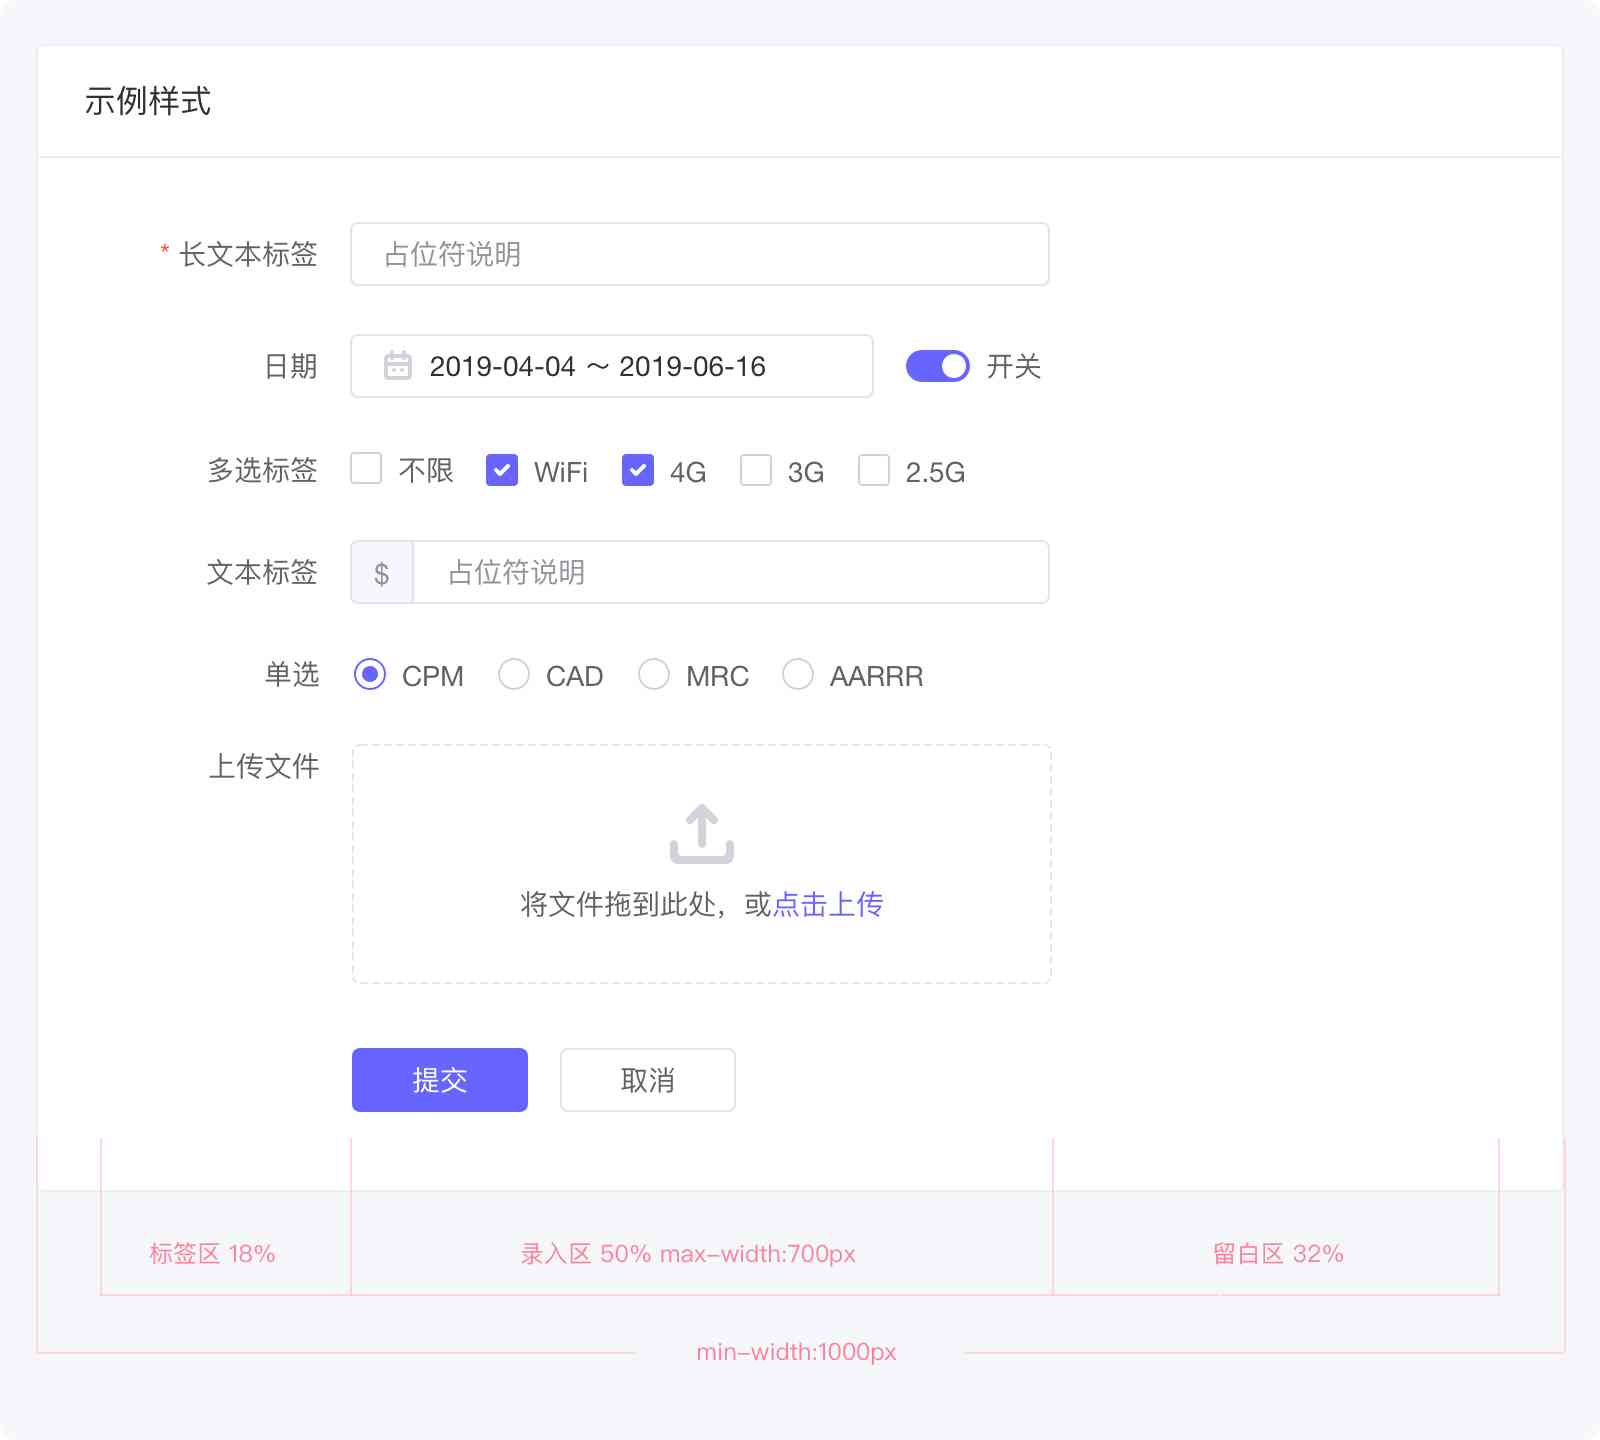 示例样式
* 长文本标签 占位符说明
日期 2019-04-04 ～ 2019-06-16 开关
多选标签 不限 WiFi 4G 3G 2.5G
文本标签 $ 占位符说明
单选 CPM CAD MRC AARRR
上传文件
将文件拖到此处，或点击上传
提交 取消
标签区 18% 录入区 50% max-width:700px 留白区 32%
min-width:1000px